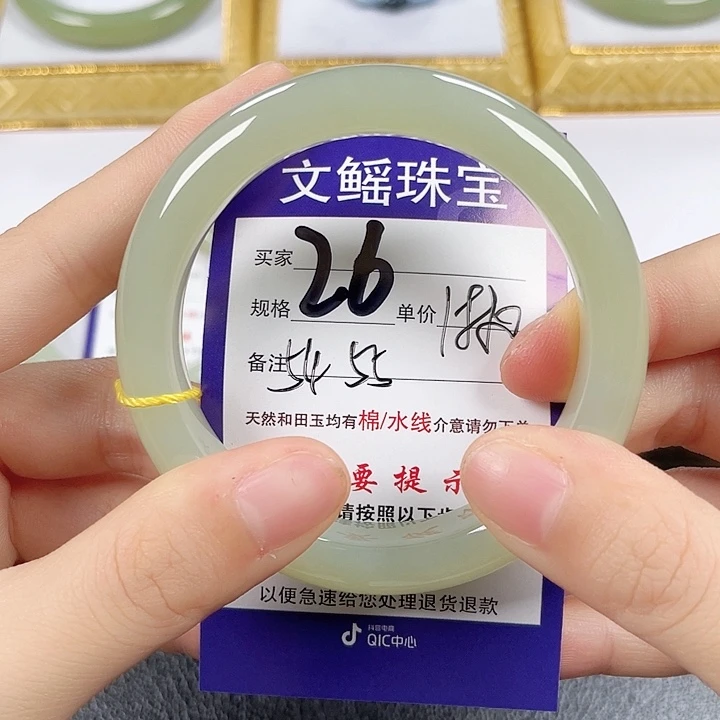 文鳐珠宝
买家 26
规格 单价
备注 54 55
天然和田玉均有棉/水线介意请勿下单
要提示
请按照以下步
以便急速给您处理退货退款
抖音电商
QIC中心